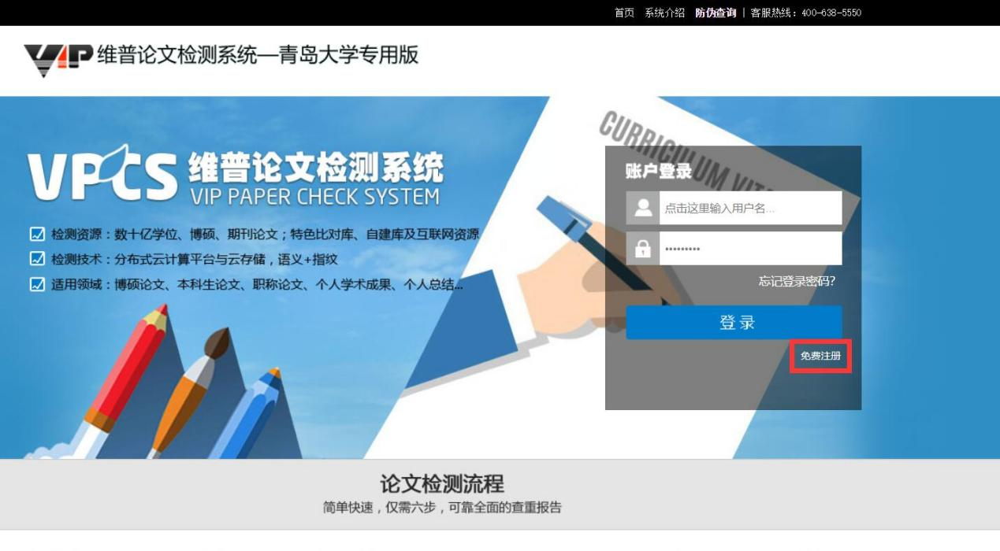 首页 系统介绍 防伪查询 | 客服热线：400-638-5550
VIP 维普论文检测系统—青岛大学专用版
CURRICULUM VITA
VPCS 维普论文检测系统
VIP PAPER CHECK SYSTEM
检测资源：数十亿学位、博硕、期刊论文；特色比对库、自建库及互联网资源
检测技术：分布式云计算平台与云存储，语义+指纹
适用领域：博硕论文、本科生论文、职称论文、个人学术成果、个人总结...
账户登录
点击这里输入用户名...
•••••••••
忘记登录密码?
登 录
免费注册
论文检测流程
简单快速，仅需六步，可靠全面的查重报告